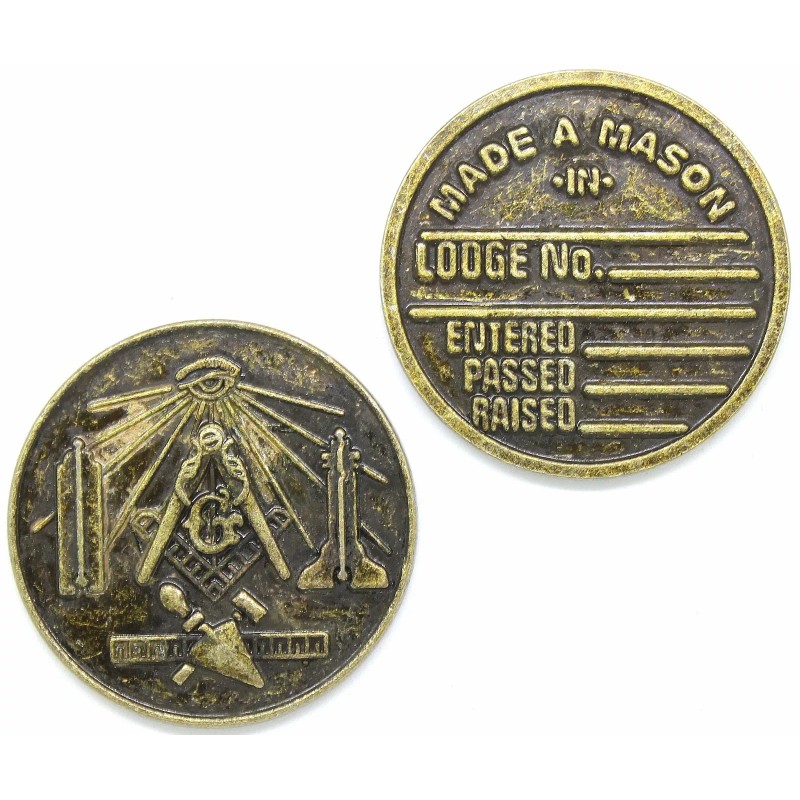 MADE A MASON
·IN·
LODGE NO.
ENTERED
PASSED
RAISED
G